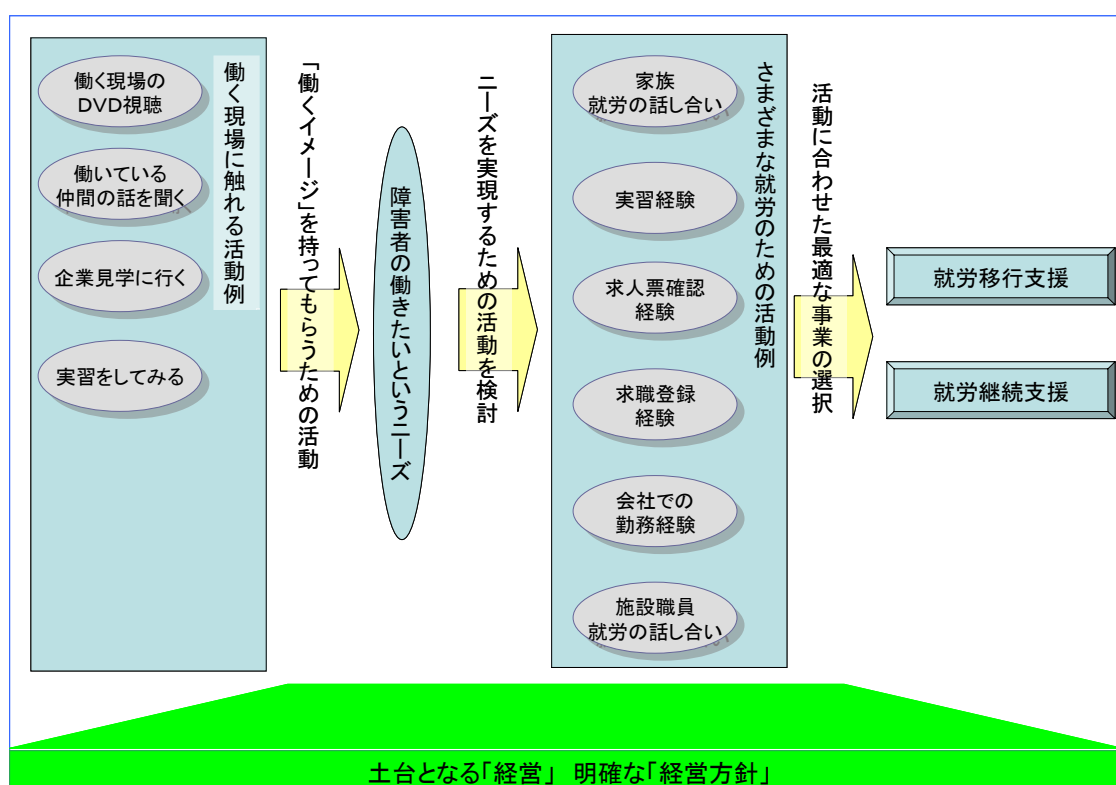 働く現場の
DVD視聴
働いている
仲間の話を聞く
企業見学に行く
実習をしてみる
働く現場に触れる活動例
「働くイメージ」を持ってもらうための活動
障害者の働きたいというニーズ
ニーズを実現するための活動を検討
家族
就労の話し合い
実習経験
求人票確認
経験
求職登録
経験
会社での
勤務経験
施設職員
就労の話し合い
さまざまな就労のための活動例
活動に合わせた最適な事業の選択
就労移行支援
就労継続支援
土台となる「経営」 明確な「経営方針」